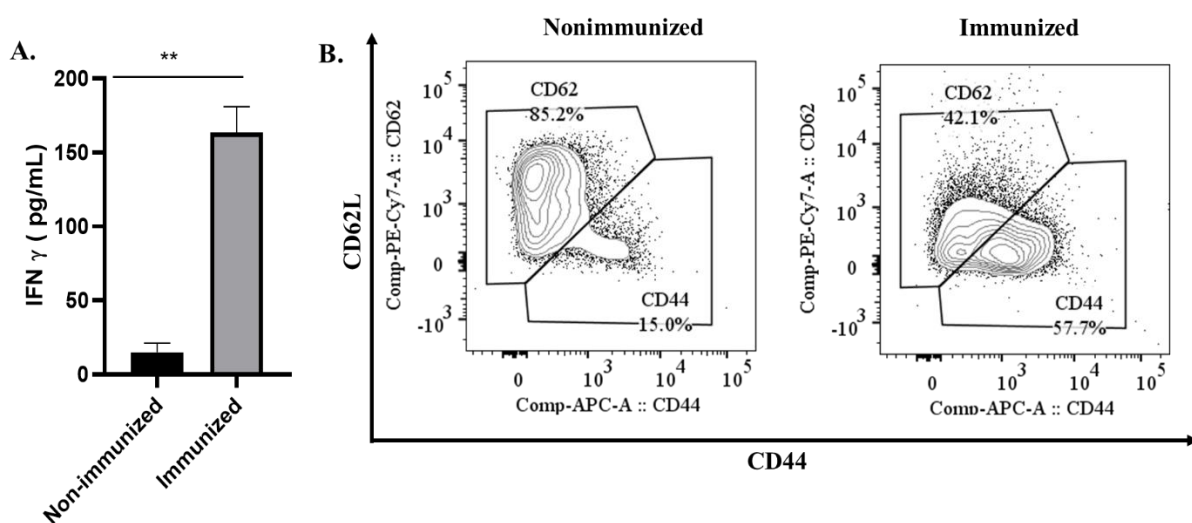 A.
**
IFN γ ( pg/mL)
200
150
100
50
0
Non-immunized
Immunized
B.
Nonimmunized
Immunized
CD62L
Comp-PE-Cy7-A :: CD62
10^5
10^4
10^3
0
-10^3
CD62
85.2%
CD44
15.0%
0
10^3
10^4
10^5
Comp-APC-A :: CD44
Comp-PE-Cy7-A :: CD62
10^5
10^4
10^3
0
-10^3
CD62
42.1%
CD44
57.7%
0
10^3
10^4
10^5
Comp-APC-A :: CD44
CD44